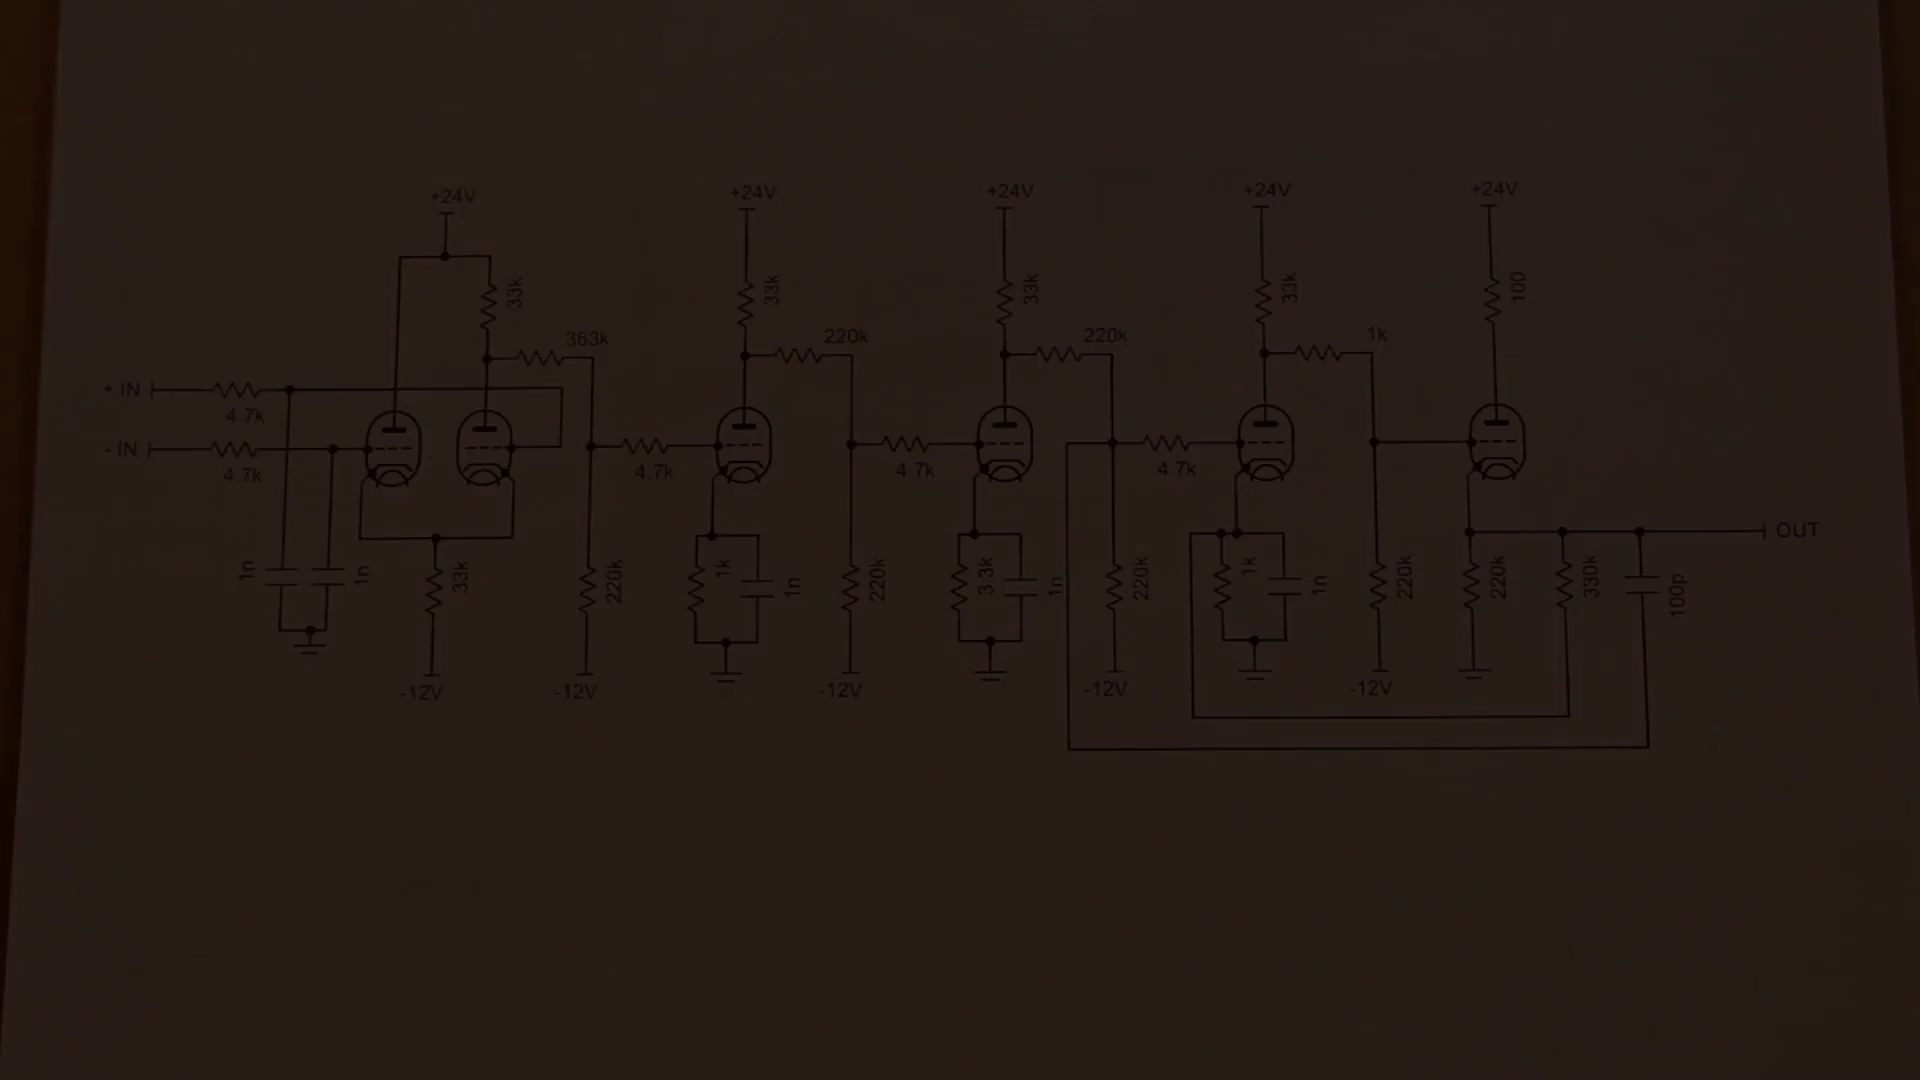 +24V
+24V
+24V
+24V
+24V
33k
33k
33k
33k
100
363k
220k
220k
1k
+ IN
4.7k
- IN
4.7k
4.7k
4.7k
4.7k
OUT
1n
1n
33k
220k
1k
1n
220k
3.3k
1n
220k
1k
1n
220k
220k
330k
100p
-12V
-12V
-12V
-12V
-12V